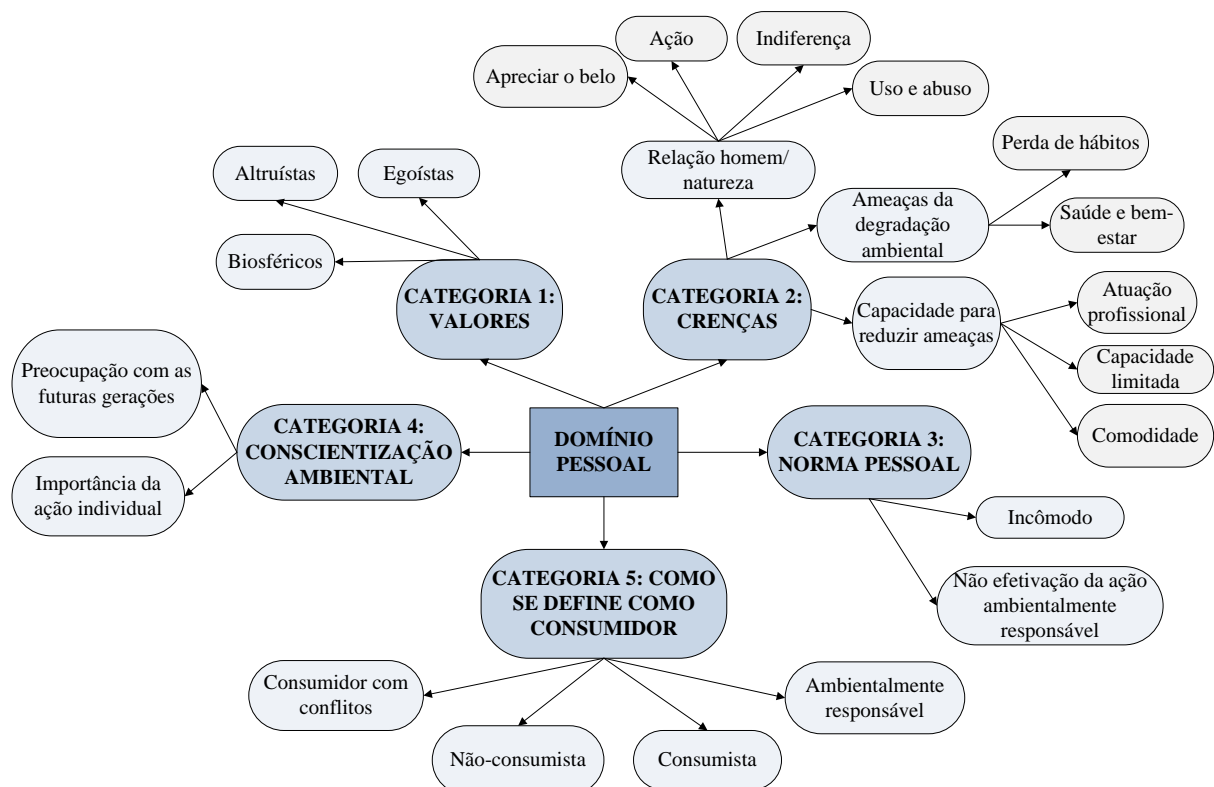 Ação
Indiferença
Apreciar o belo
Uso e abuso
Relação homem/
natureza
Perda de hábitos
Altruístas
Egoístas
Ameaças da
degradação
ambiental
Saúde e bem-
estar
Biosféricos
CATEGORIA 1:
VALORES
CATEGORIA 2:
CRENÇAS
Capacidade para
reduzir ameaças
Atuação
profissional
Capacidade
limitada
Comodidade
Preocupação com as
futuras gerações
CATEGORIA 4:
CONSCIENTIZAÇÃO
AMBIENTAL
DOMÍNIO
PESSOAL
CATEGORIA 3:
NORMA PESSOAL
Importância da
ação individual
Incômodo
CATEGORIA 5: COMO
SE DEFINE COMO
CONSUMIDOR
Não efetivação da ação
ambientalmente
responsável
Consumidor com
conflitos
Ambientalmente
responsável
Não-consumista
Consumista